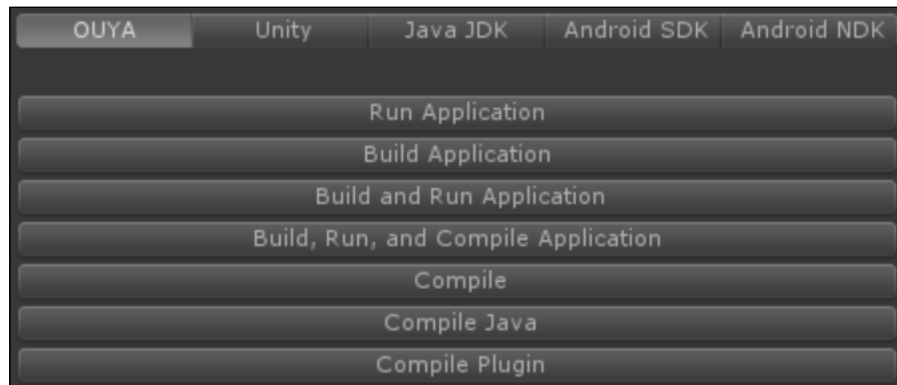 OUYA Unity Java JDK Android SDK Android NDK
Run Application
Build Application
Build and Run Application
Build, Run, and Compile Application
Compile
Compile Java
Compile Plugin